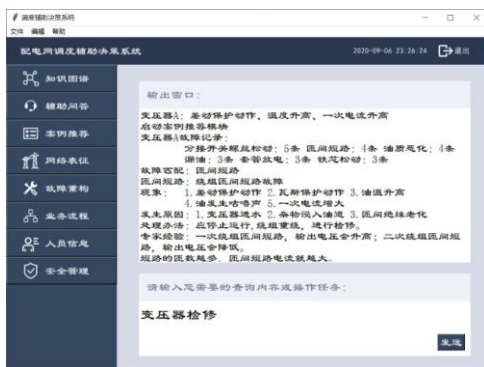 调度辅助决策系统
文件 编辑 帮助
配电网调度辅助决策系统
2020-09-06 23:26:24 退出
知识图谱
辅助问答
案例推荐
网络表征
故障重构
业务流程
人员信息
安全管理
输出窗口：
变压器A：差动保护动作、温度升高、一次电流升高
启动案例推荐模块
变压器A故障记录：
分接开关螺丝松动：5条 匝间短路：4条 油质恶化：4条
漏油：3条 套管放电：3条 铁芯松动：3条
故障匹配：匝间短路
匝间短路：绕组匝间短路故障
现象： 1.差动保护动作 2.瓦斯保护动作 3.油温升高
4.油发生咕嘟声 5.一次电流增大
发生原因：1.变压器进水 2.杂物浸入油道 3.匝间绝缘老化
处理办法：应停止运行，绕组重绕，进行检修。
专家经验：一次绕组匝间短路，输出电压会升高；二次绕组匝间短
路，输出电压会降低。
短路的匝数越多，匝间短路电流就越大。
请输入您需要的查询内容或操作任务：
变压器检修
发送